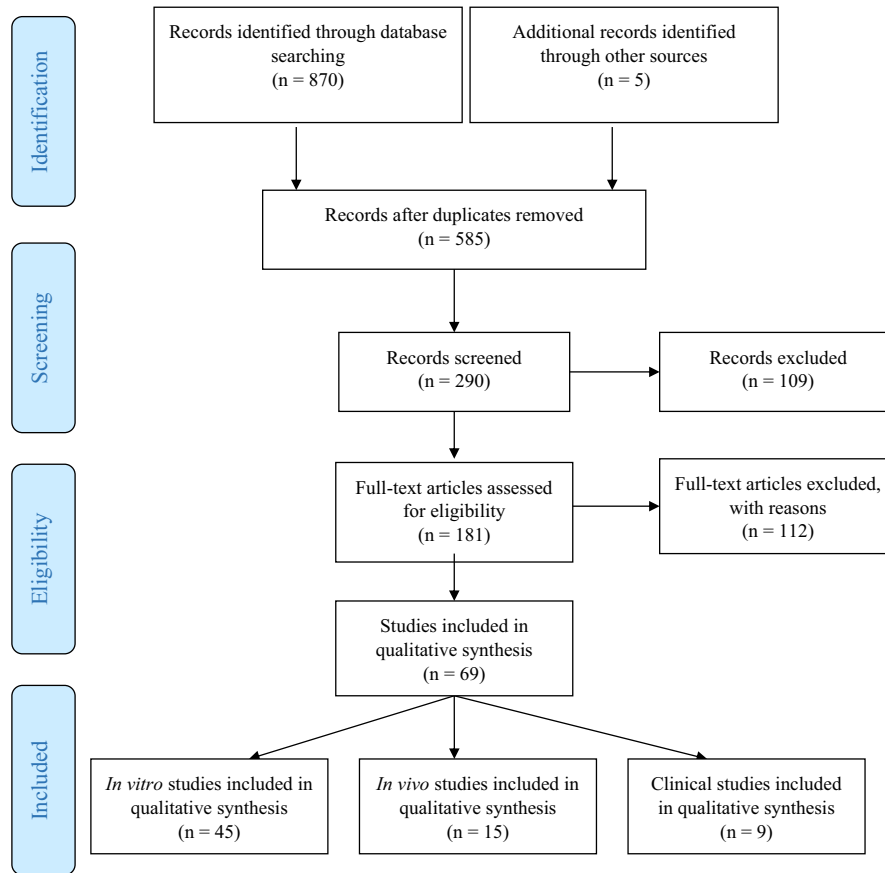 Identification
Records identified through database
searching
(n = 870)
Additional records identified
through other sources
(n = 5)
Records after duplicates removed
(n = 585)
Screening
Records screened
(n = 290)
Records excluded
(n = 109)
Eligibility
Full-text articles assessed
for eligibility
(n = 181)
Full-text articles excluded,
with reasons
(n = 112)
Studies included in
qualitative synthesis
(n = 69)
Included
In vitro studies included in
qualitative synthesis
(n = 45)
In vivo studies included in
qualitative synthesis
(n = 15)
Clinical studies included
in qualitative synthesis
(n = 9)